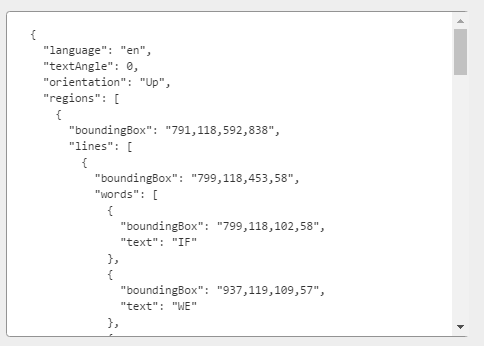 {
  "language": "en",
  "textAngle": 0,
  "orientation": "Up",
  "regions": [
    {
      "boundingBox": "791,118,592,838",
      "lines": [
        {
          "boundingBox": "799,118,453,58",
          "words": [
            {
              "boundingBox": "799,118,102,58",
              "text": "IF"
            },
            {
              "boundingBox": "937,119,109,57",
              "text": "WE"
            },